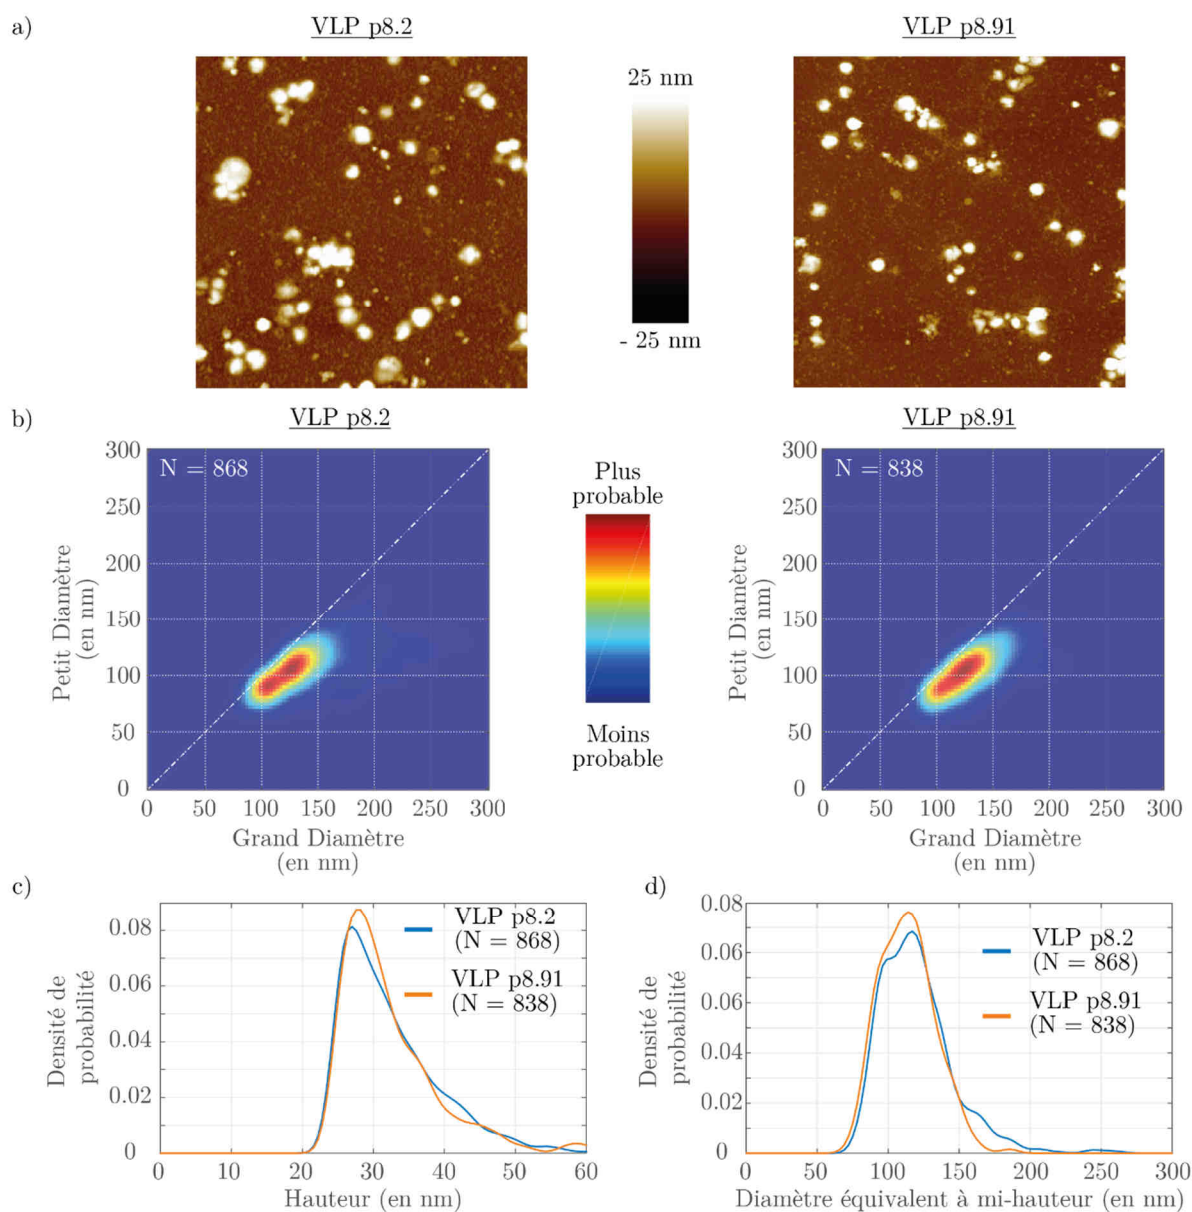 a)
VLP p8.2
VLP p8.91
25 nm
- 25 nm
b)
VLP p8.2
VLP p8.91
N = 868
300
250
200
150
100
50
0
Petit Diamètre
(en nm)
0 50 100 150 200 250 300
Grand Diamètre
(en nm)
Plus
probable
Moins
probable
N = 838
300
250
200
150
100
50
0
Petit Diamètre
(en nm)
0 50 100 150 200 250 300
Grand Diamètre
(en nm)
c)
0.08
0.06
0.04
0.02
0
Densité de
probabilité
VLP p8.2
(N = 868)
VLP p8.91
(N = 838)
0 10 20 30 40 50 60
Hauteur (en nm)
d)
0.08
0.06
0.04
0.02
0
Densité de
probabilité
VLP p8.2
(N = 868)
VLP p8.91
(N = 838)
0 50 100 150 200 250 300
Diamètre équivalent à mi-hauteur (en nm)